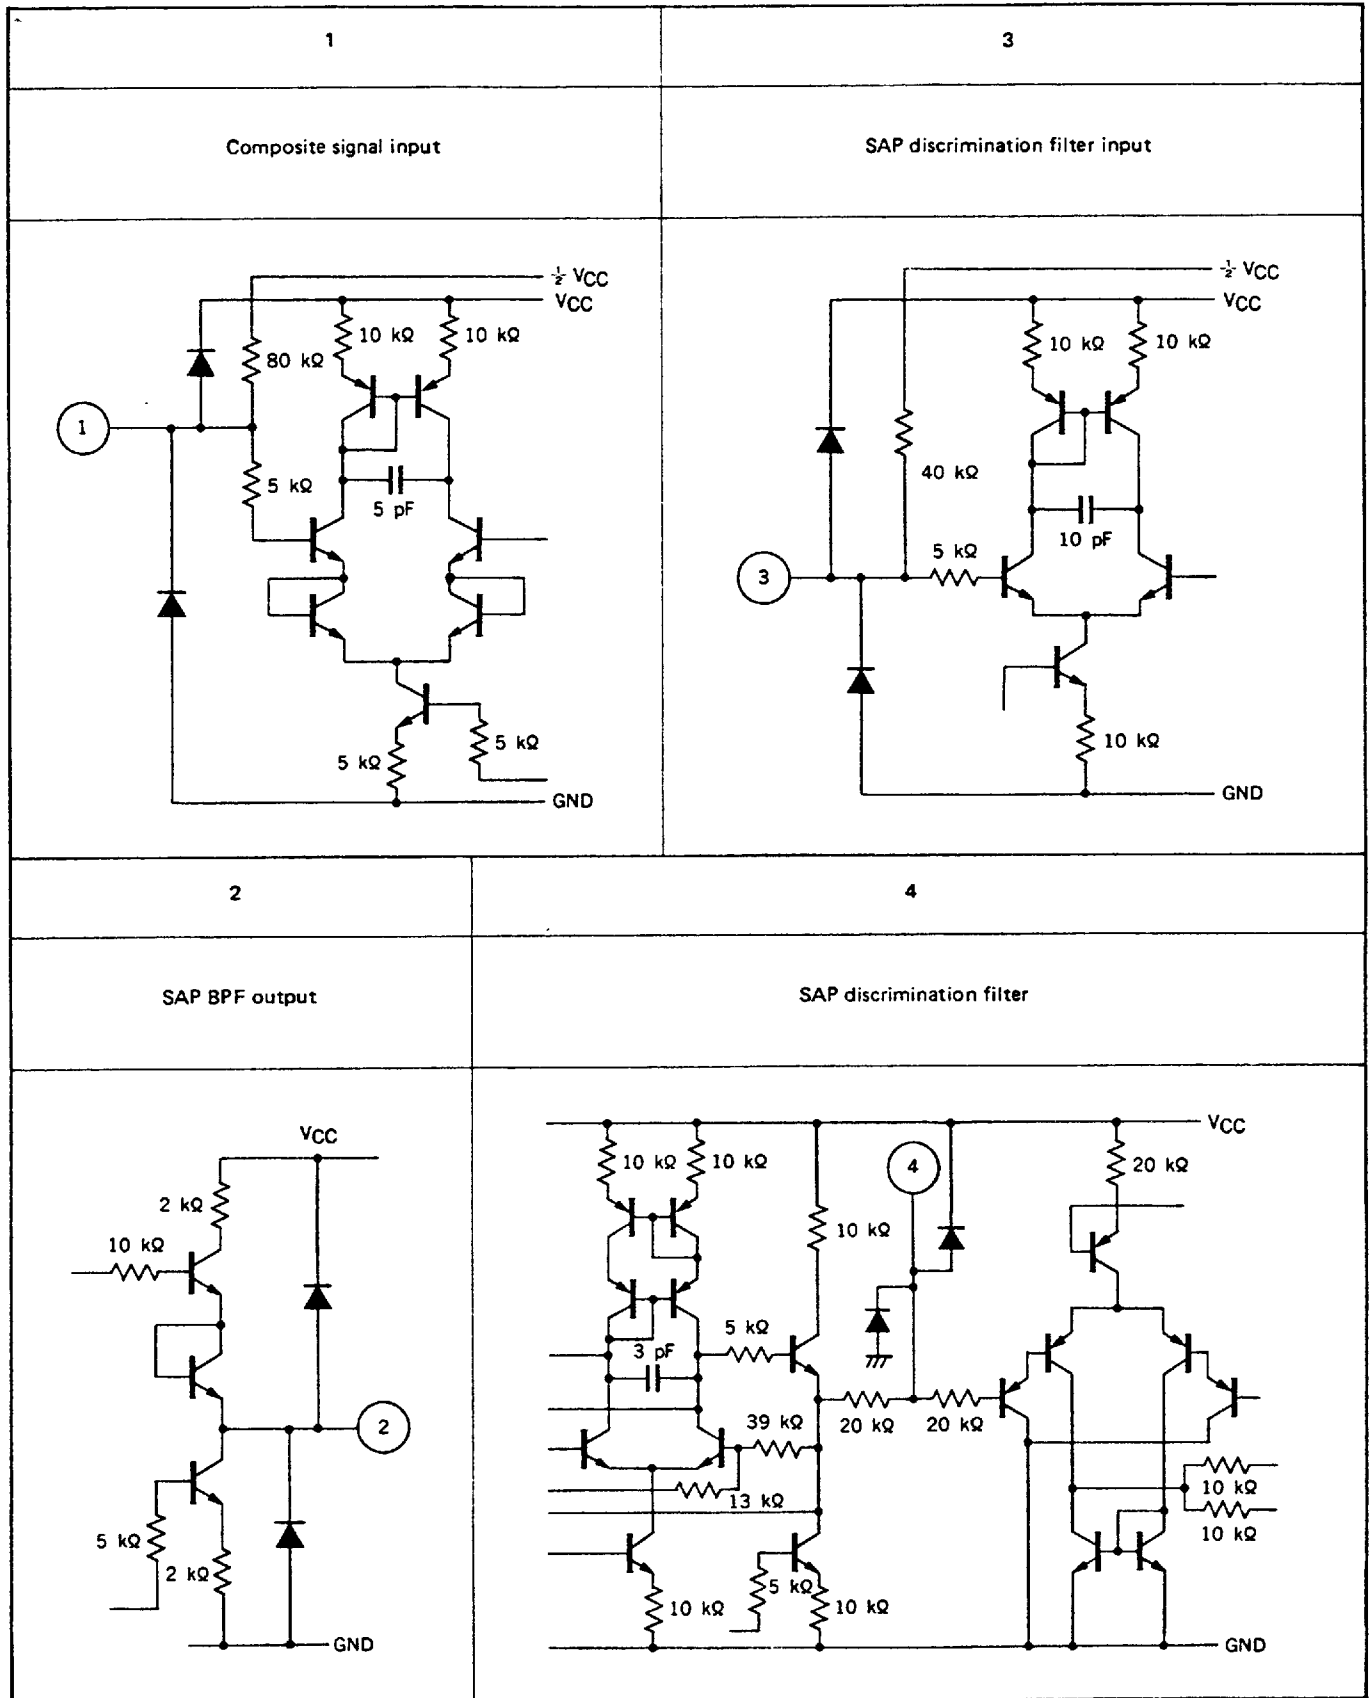 1
3
Composite signal input
SAP discrimination filter input
½ VCC
VCC
10 kΩ
10 kΩ
80 kΩ
1
5 kΩ
5 pF
5 kΩ
5 kΩ
GND
½ VCC
VCC
10 kΩ
10 kΩ
40 kΩ
10 pF
5 kΩ
3
10 kΩ
GND
2
4
SAP BPF output
SAP discrimination filter
VCC
2 kΩ
10 kΩ
2
5 kΩ
2 kΩ
GND
VCC
10 kΩ
10 kΩ
4
20 kΩ
10 kΩ
5 kΩ
3 pF
39 kΩ
20 kΩ
20 kΩ
13 kΩ
10 kΩ
10 kΩ
5 kΩ
10 kΩ
10 kΩ
GND